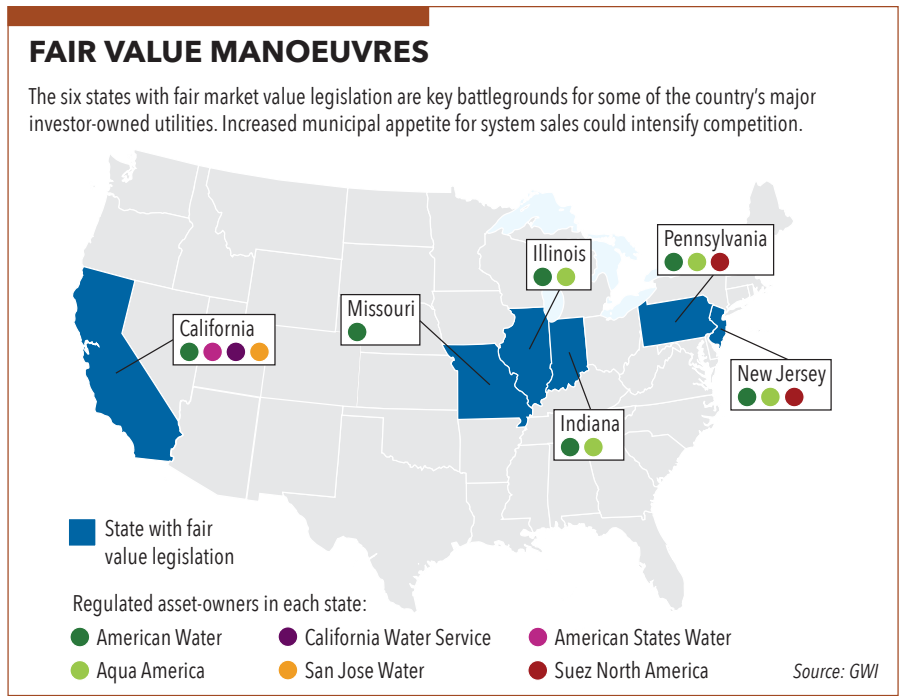 FAIR VALUE MANOEUVRES
The six states with fair market value legislation are key battlegrounds for some of the country's major
investor-owned utilities. Increased municipal appetite for system sales could intensify competition.
Pennsylvania
Illinois
Missouri
California
New Jersey
Indiana
State with fair
value legislation
Regulated asset-owners in each state:
American Water
California Water Service
American States Water
Aqua America
San Jose Water
Suez North America
Source: GWI